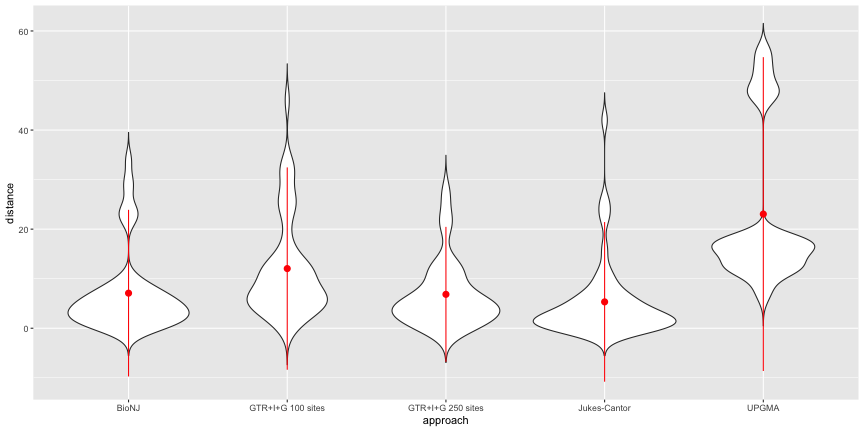 60
40
20
0
distance
BioNJ GTR+I+G 100 sites GTR+I+G 250 sites Jukes-Cantor UPGMA
approach